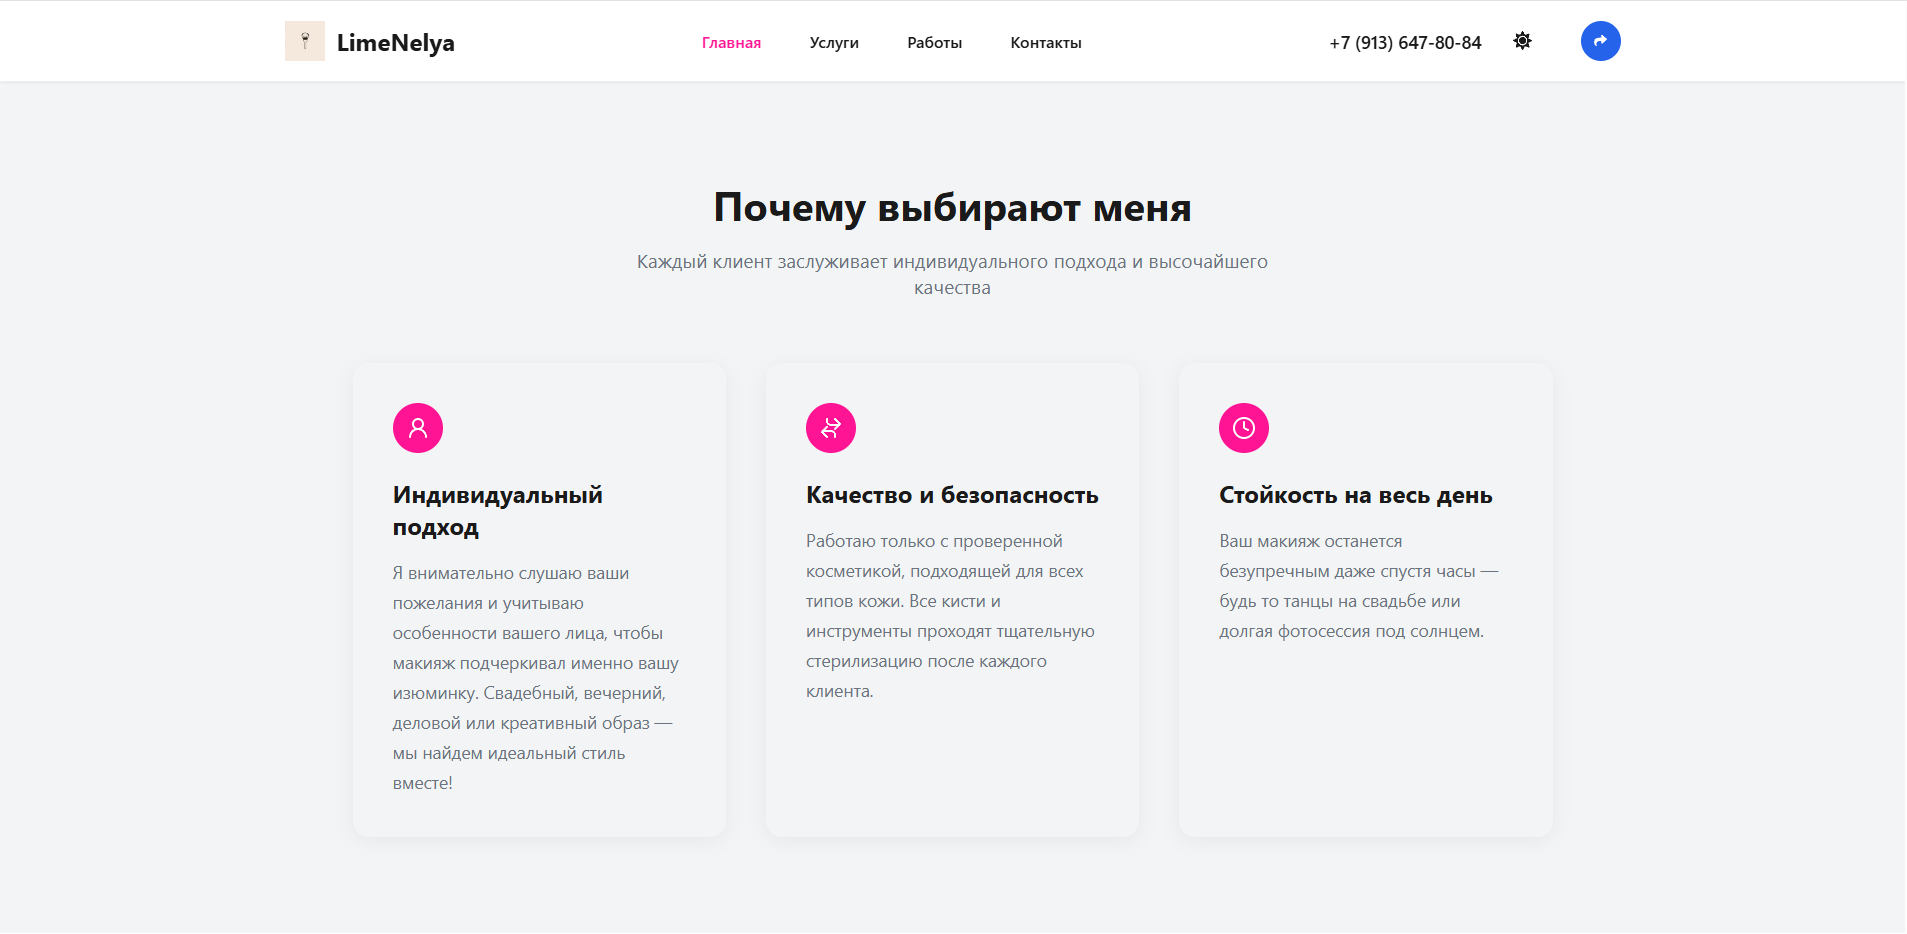 LimeNelya
Главная
Услуги
Работы
Контакты
+7 (913) 647-80-84
Почему выбирают меня
Каждый клиент заслуживает индивидуального подхода и высочайшего
качества
Индивидуальный
подход
Я внимательно слушаю ваши
пожелания и учитываю
особенности вашего лица, чтобы
макияж подчеркивал именно вашу
изюминку. Свадебный, вечерний,
деловой или креативный образ —
мы найдем идеальный стиль
вместе!
Качество и безопасность
Работаю только с проверенной
косметикой, подходящей для всех
типов кожи. Все кисти и
инструменты проходят тщательную
стерилизацию после каждого
клиента.
Стойкость на весь день
Ваш макияж останется
безупречным даже спустя часы —
будь то танцы на свадьбе или
долгая фотосессия под солнцем.